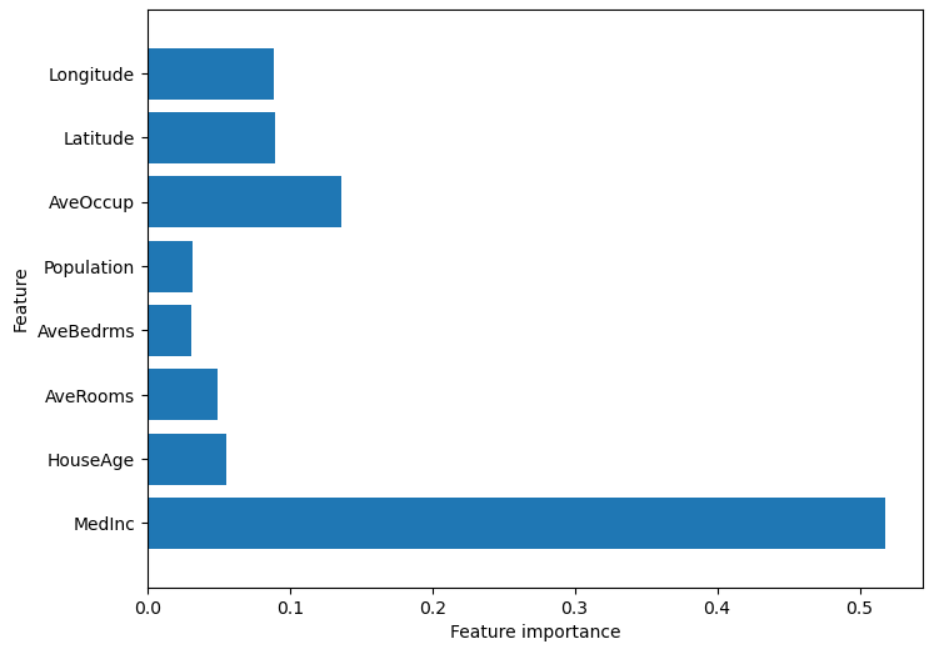 Longitude
Latitude
AveOccup
Population
AveBedrms
AveRooms
HouseAge
MedInc
Feature
0.0 0.1 0.2 0.3 0.4 0.5
Feature importance